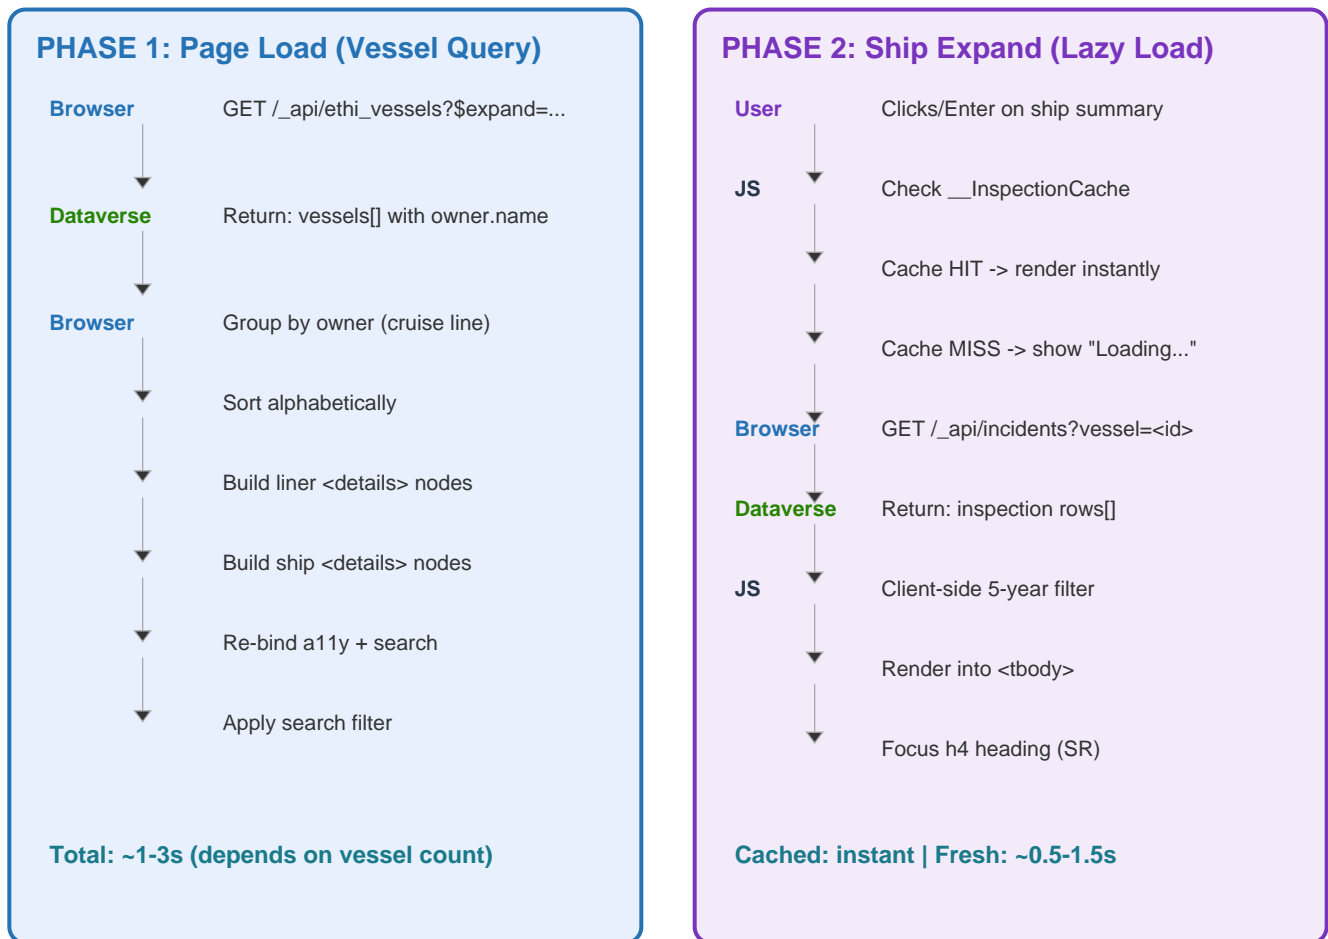 PHASE 1: Page Load (Vessel Query)
Browser GET /_api/ethi_vessels?$expand=...
Dataverse Return: vessels[] with owner.name
Browser Group by owner (cruise line)
Sort alphabetically
Build liner <details> nodes
Build ship <details> nodes
Re-bind a11y + search
Apply search filter
Total: ~1-3s (depends on vessel count)
PHASE 2: Ship Expand (Lazy Load)
User Clicks/Enter on ship summary
JS Check __InspectionCache
Cache HIT -> render instantly
Cache MISS -> show "Loading..."
Browser GET /_api/incidents?vessel=<id>
Dataverse Return: inspection rows[]
JS Client-side 5-year filter
Render into <tbody>
Focus h4 heading (SR)
Cached: instant | Fresh: ~0.5-1.5s